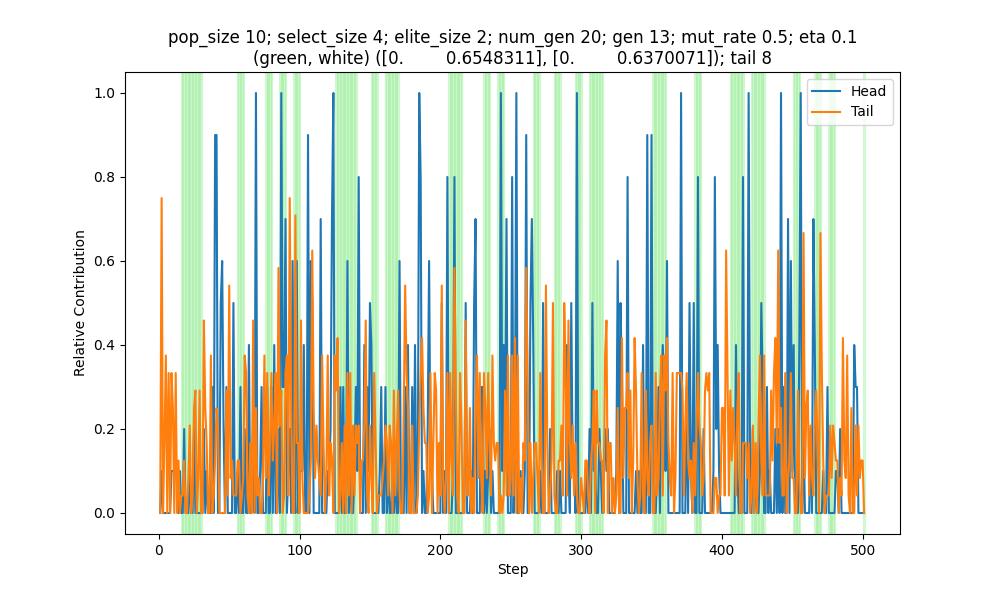 pop_size 10; select_size 4; elite_size 2; num_gen 20; gen 13; mut_rate 0.5; eta 0.1
(green, white) ([0. 0.6548311], [0. 0.6370071]); tail 8
Head
Tail
Relative Contribution
1.0
0.8
0.6
0.4
0.2
0.0
0 100 200 300 400 500
Step